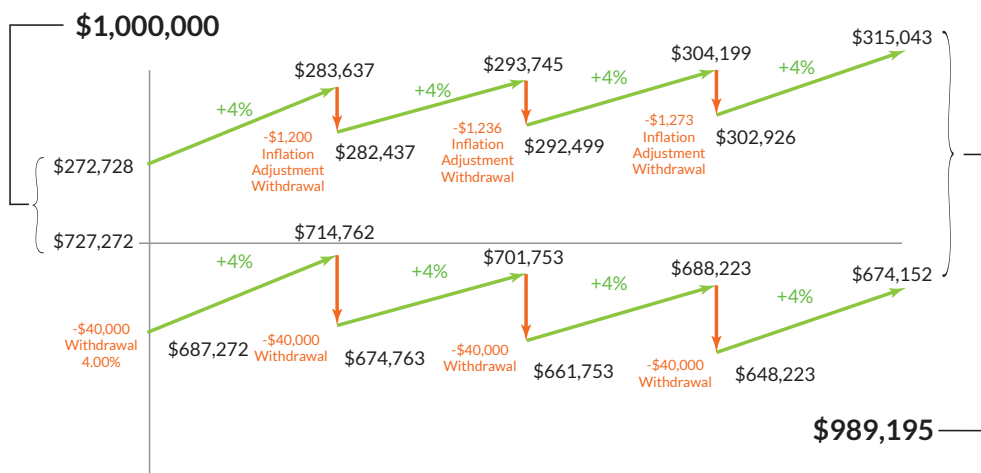 $1,000,000
$315,043
$304,199
$293,745
$283,637
+4%
+4%
+4%
+4%
-$1,200
Inflation
Adjustment
Withdrawal
$282,437
-$1,236
Inflation
Adjustment
Withdrawal
$292,499
-$1,273
Inflation
Adjustment
Withdrawal
$302,926
$272,728
$727,272
$714,762
$701,753
$688,223
$674,152
+4%
+4%
+4%
+4%
-$40,000
Withdrawal
4.00%
$687,272
-$40,000
Withdrawal
$674,763
-$40,000
Withdrawal
$661,753
-$40,000
Withdrawal
$648,223
$989,195